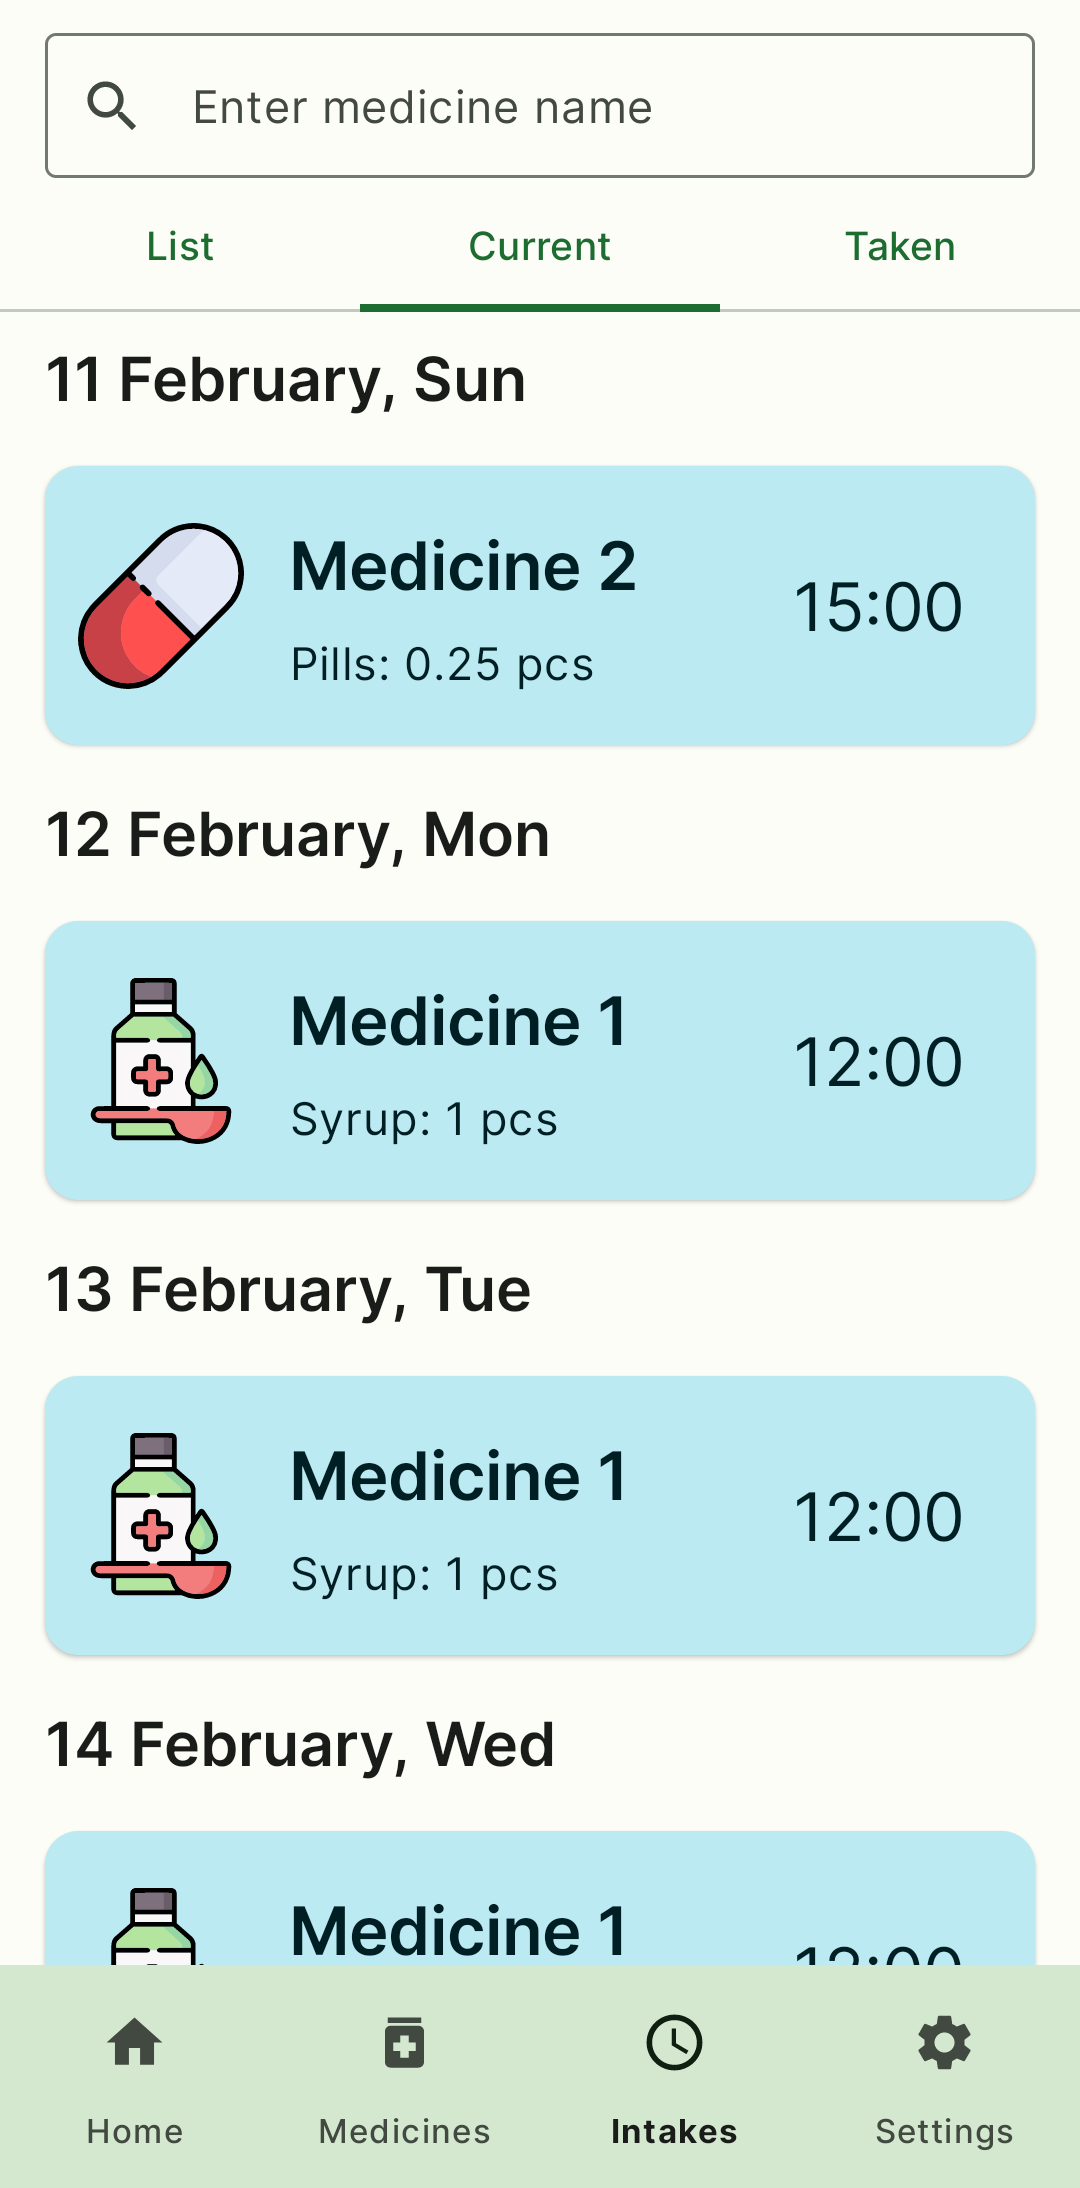 Enter medicine name
List Current Taken
11 February, Sun
Medicine 2
15:00
Pills: 0.25 pcs
12 February, Mon
Medicine 1
12:00
Syrup: 1 pcs
13 February, Tue
Medicine 1
12:00
Syrup: 1 pcs
14 February, Wed
Medicine 1
12:00
Home Medicines Intakes Settings